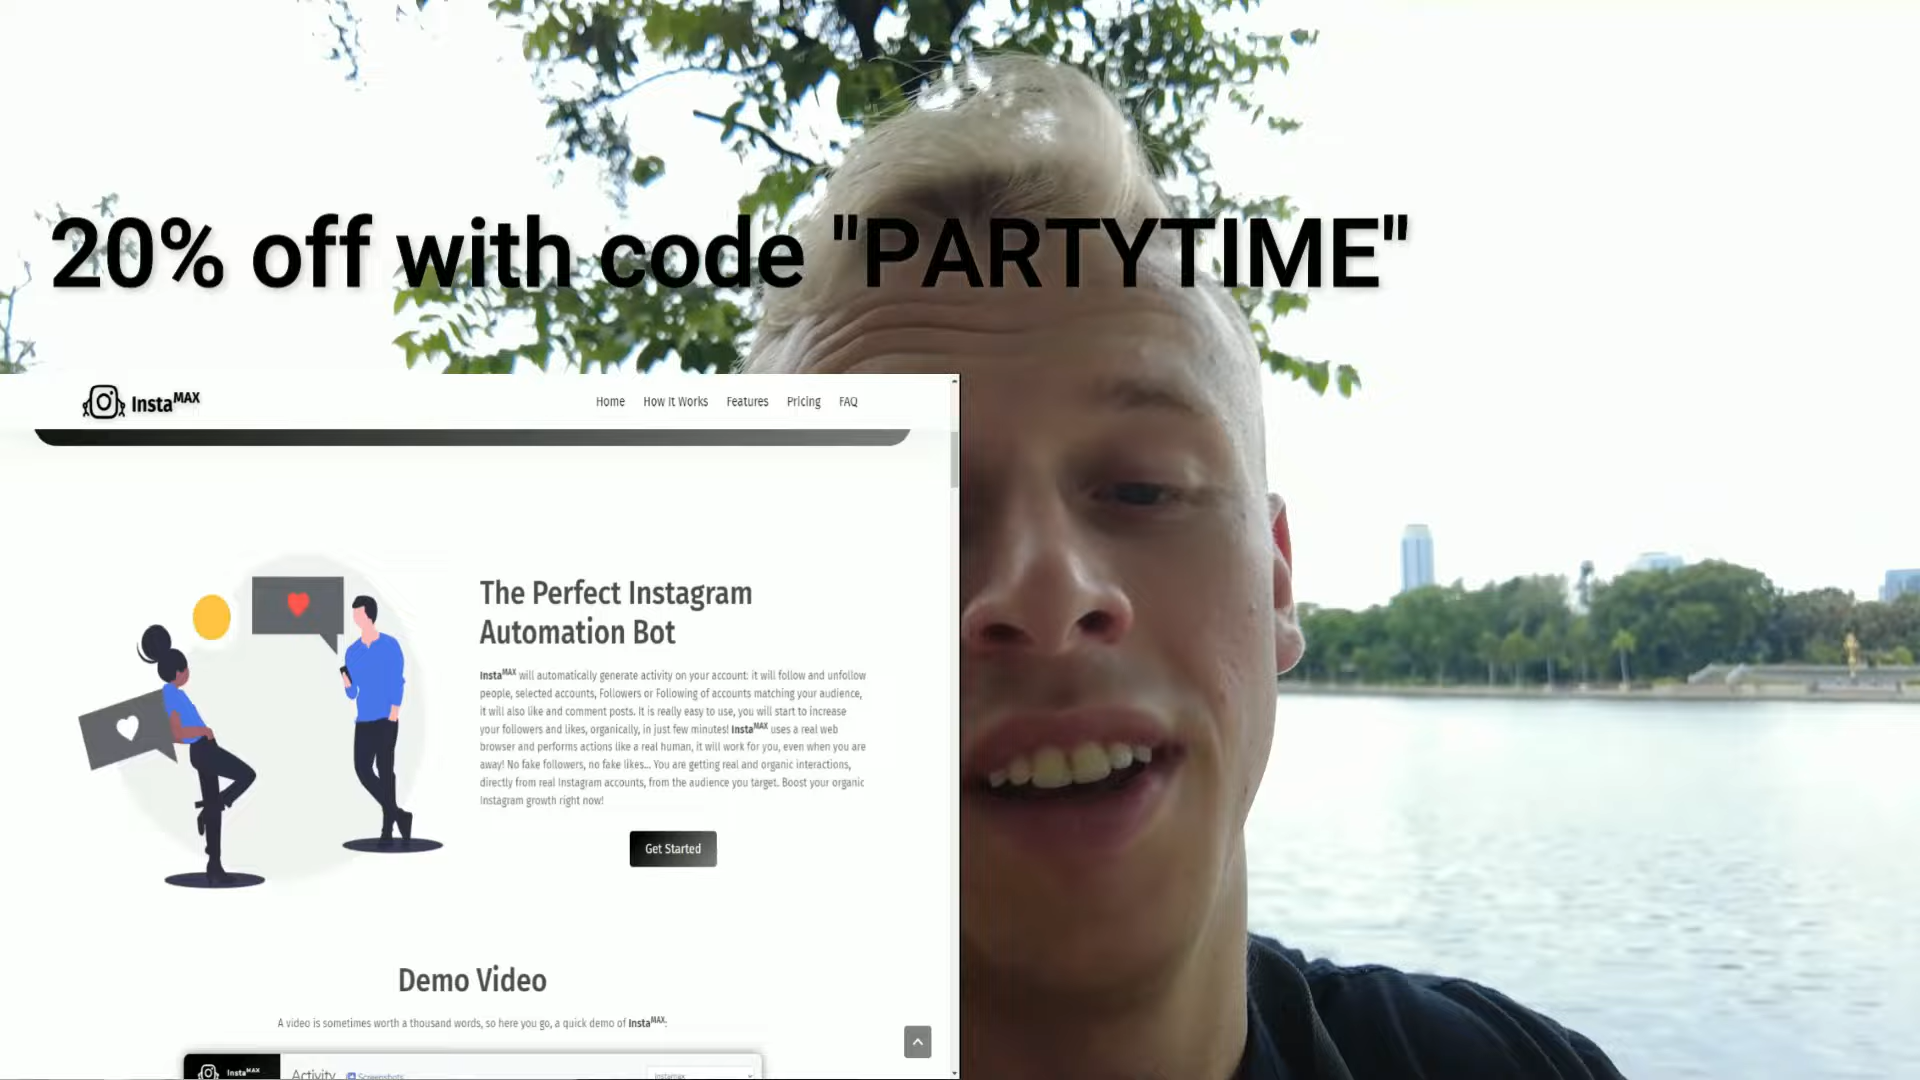 20% off with code "PARTYTIME"
InstaMAX
Home How It Works Features Pricing FAQ
The Perfect Instagram
Automation Bot
InstaMAX will automatically generate activity on your account: it will follow and unfollow
people, selected accounts, Followers or Following of accounts matching your audience,
it will also like and comment posts. It is really easy to use, you will start to increase
your followers and likes, organically, in just few minutes! InstaMAX uses a real web
browser and performs actions like a real human, it will work for you, even when you are
away! No fake followers, no fake likes... You are getting real and organic interactions,
directly from real Instagram accounts, from the audience you target. Boost your organic
Instagram growth right now!
Get Started
Demo Video
A video is sometimes worth a thousand words, so here you go, a quick demo of InstaMAX:
InstaMAX Activity Screenshots instamax